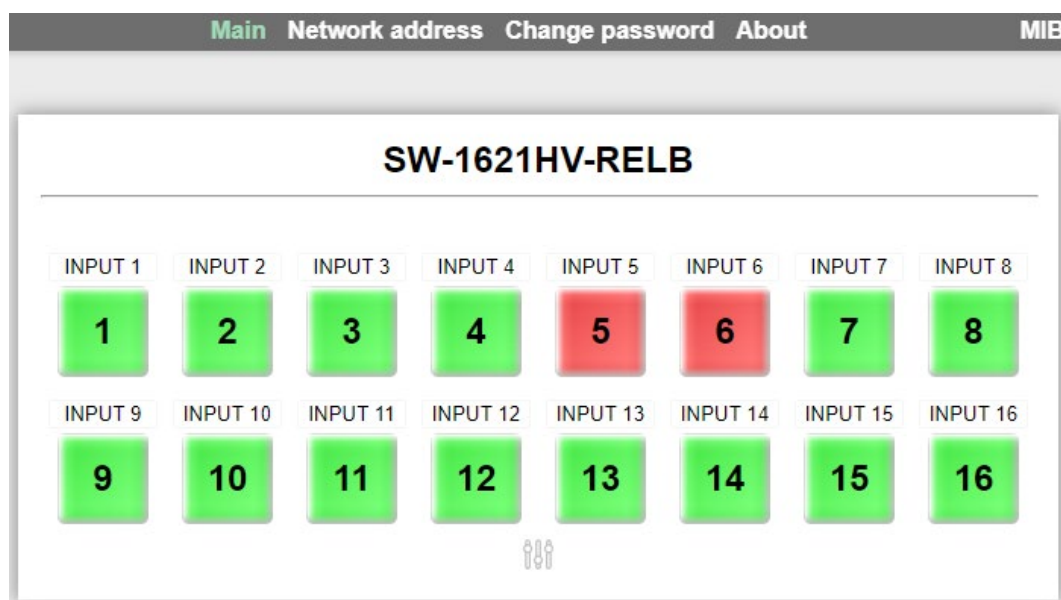 Main Network address Change password About MIB
SW-1621HV-RELB
INPUT 1 INPUT 2 INPUT 3 INPUT 4 INPUT 5 INPUT 6 INPUT 7 INPUT 8
1 2 3 4 5 6 7 8
INPUT 9 INPUT 10 INPUT 11 INPUT 12 INPUT 13 INPUT 14 INPUT 15 INPUT 16
9 10 11 12 13 14 15 16